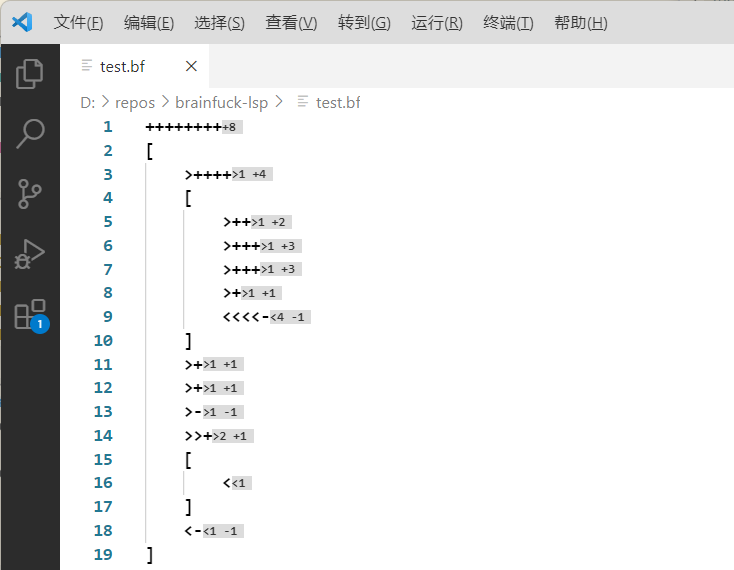 文件(F) 编辑(E) 选择(S) 查看(V) 转到(G) 运行(R) 终端(T) 帮助(H)
test.bf
D: > repos > brainfuck-lsp > test.bf
1 +++++++++8
2 [
3 >++++>1 +4
4 [
5 >++>1 +2
6 >+++>1 +3
7 >+++>1 +3
8 >+>1 +1
9 <<<<-<4 -1
10 ]
11 >+>1 +1
12 >+>1 +1
13 >->1 -1
14 >>+>2 +1
15 [
16 <<1
17 ]
18 <-<1 -1
19 ]
1